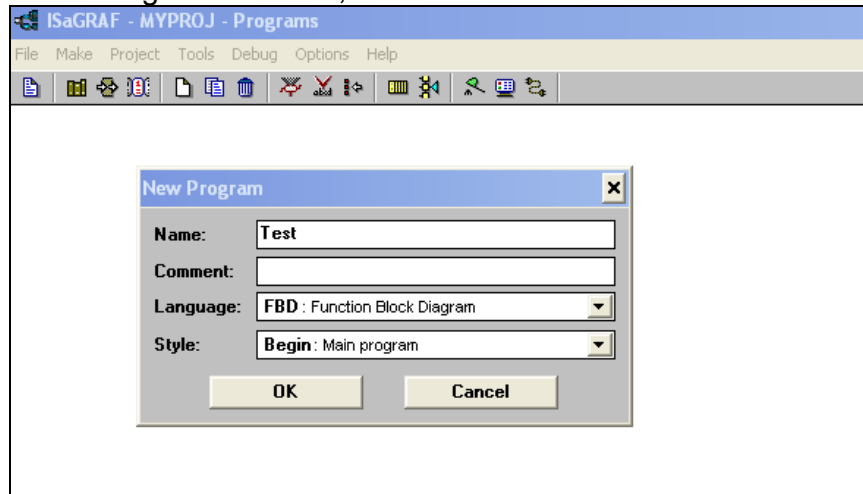 ISaGRAF - MYPROJ - Programs
File Make Project Tools Debug Options Help
New Program
Name: Test
Comment:
Language: FBD : Function Block Diagram
Style: Begin : Main program
OK Cancel